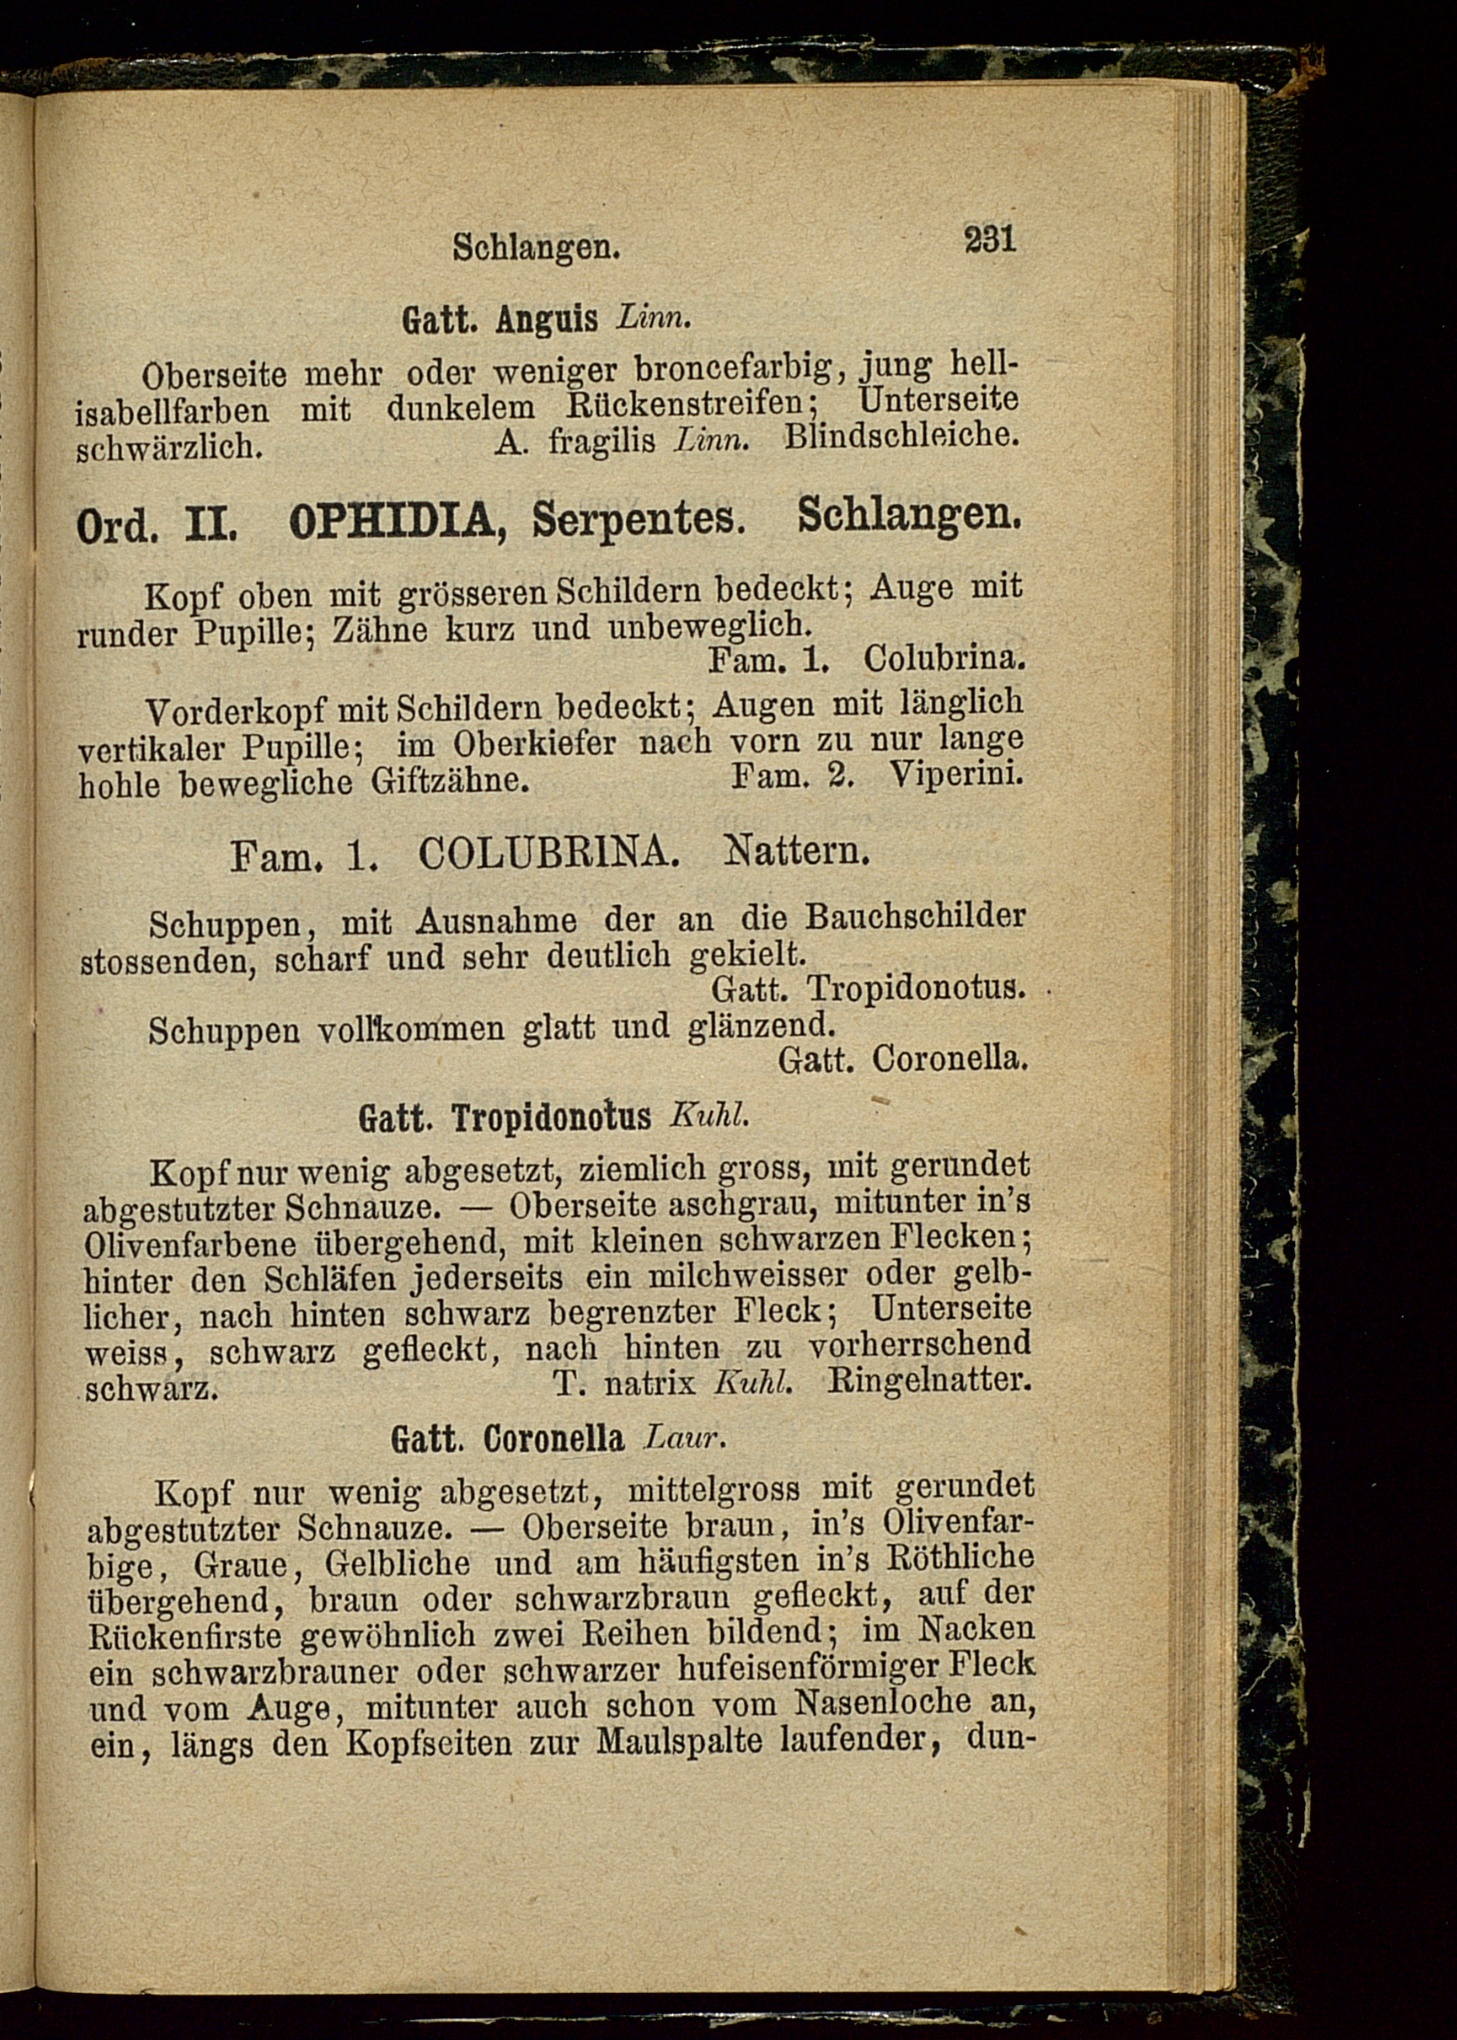 Schlangen. 231
Gatt. Anguis Linn.
Oberseite mehr oder weniger broncefarbig, jung hell-
isabellfarben mit dunkelem Rückenstreifen; Unterseite
schwärzlich. A. fragilis Linn. Blindschleiche.
Ord. II. OPHIDIA, Serpentes. Schlangen.
Kopf oben mit grösseren Schildern bedeckt; Auge mit
runder Pupille; Zähne kurz und unbeweglich.
Fam. 1. Colubrina.
Vorderkopf mit Schildern bedeckt; Augen mit länglich
vertikaler Pupille; im Oberkiefer nach vorn zu nur lange
hohle bewegliche Giftzähne. Fam. 2. Viperini.
Fam. 1. COLUBRINA. Nattern.
Schuppen, mit Ausnahme der an die Bauchschilder
stossenden, scharf und sehr deutlich gekielt.
Gatt. Tropidonotus.
Schuppen vollkommen glatt und glänzend.
Gatt. Coronella.
Gatt. Tropidonotus Kuhl.
Kopf nur wenig abgesetzt, ziemlich gross, mit gerundet
abgestutzter Schnauze. — Oberseite aschgrau, mitunter in's
Olivenfarbene übergehend, mit kleinen schwarzen Flecken;
hinter den Schläfen jederseits ein milchweisser oder gelb-
licher, nach hinten schwarz begrenzter Fleck; Unterseite
weiss, schwarz gefleckt, nach hinten zu vorherrschend
schwarz. T. natrix Kuhl. Ringelnatter.
Gatt. Coronella Laur.
Kopf nur wenig abgesetzt, mittelgross mit gerundet
abgestutzter Schnauze. — Oberseite braun, in's Olivenfar-
bige, Graue, Gelbliche und am häufigsten in's Röthliche
übergehend, braun oder schwarzbraun gefleckt, auf der
Rückenfirste gewöhnlich zwei Reihen bildend; im Nacken
ein schwarzbrauner oder schwarzer hufeisenförmiger Fleck
und vom Auge, mitunter auch schon vom Nasenloche an,
ein, längs den Kopfseiten zur Maulspalte laufender, dun-